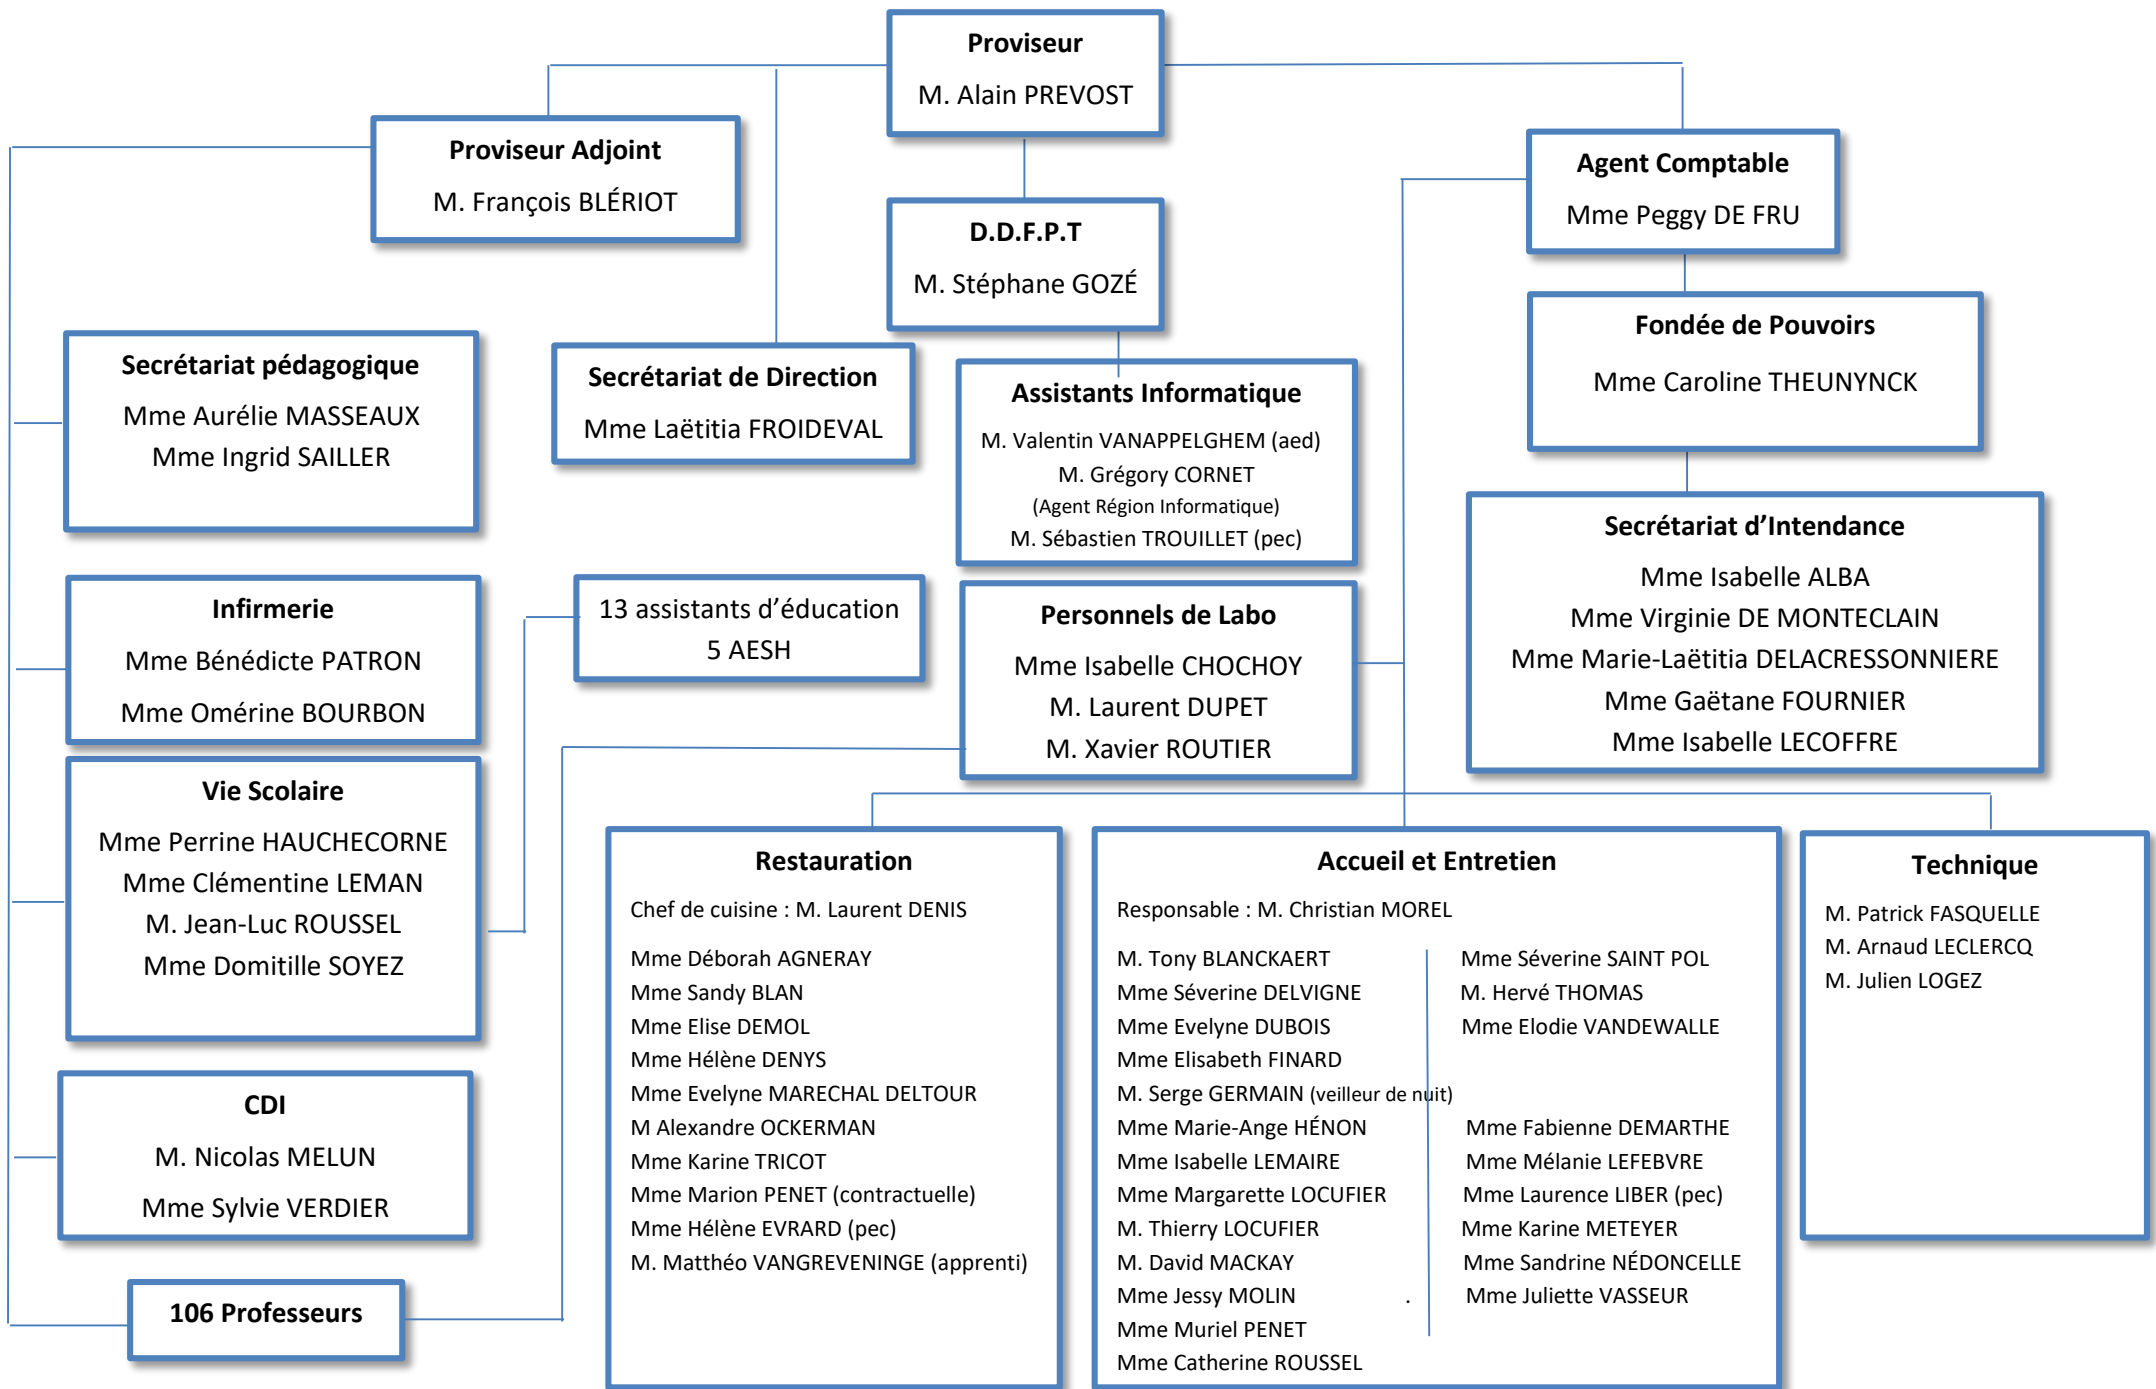 Proviseur
M. Alain PREVOST
Proviseur Adjoint
M. François BLÉRIOT
Agent Comptable
Mme Peggy DE FRU
D.D.F.P.T
M. Stéphane GOZÉ
Fondée de Pouvoirs
Mme Caroline THEUNYNCK
Secrétariat pédagogique
Mme Aurélie MASSEAUX
Mme Ingrid SAILLER
Secrétariat de Direction
Mme Laëtitia FROIDEVAL
Assistants Informatique
M. Valentin VANAPPELGHEM (aed)
M. Grégory CORNET
(Agent Région Informatique)
M. Sébastien TROUILLET (pec)
Secrétariat d’Intendance
Mme Isabelle ALBA
Mme Virginie DE MONTECLAIN
Mme Marie-Laëtitia DELACRESSONNIERE
Mme Gaëtane FOURNIER
Mme Isabelle LECOFFRE
Infirmerie
Mme Bénédicte PATRON
Mme Omérine BOURBON
13 assistants d’éducation
5 AESH
Personnels de Labo
Mme Isabelle CHOCHOY
M. Laurent DUPET
M. Xavier ROUTIER
Vie Scolaire
Mme Perrine HAUCHECORNE
Mme Clémentine LEMAN
M. Jean-Luc ROUSSEL
Mme Domitille SOYEZ
CDI
M. Nicolas MELUN
Mme Sylvie VERDIER
106 Professeurs
Restauration
Chef de cuisine : M. Laurent DENIS
Mme Déborah AGNERAY
Mme Sandy BLAN
Mme Elise DEMOL
Mme Hélène DENYS
Mme Evelyne MARECHAL DELTOUR
M Alexandre OCKERMAN
Mme Karine TRICOT
Mme Marion PENET (contractuelle)
Mme Hélène EVRARD (pec)
M. Matthéo VANGREVENINGE (apprenti)
Accueil et Entretien
Responsable : M. Christian MOREL
M. Tony BLANCKAERT Mme Séverine SAINT POL
Mme Séverine DELVIGNE M. Hervé THOMAS
Mme Evelyne DUBOIS Mme Elodie VANDEWALLE
Mme Elisabeth FINARD
M. Serge GERMAIN (veilleur de nuit)
Mme Marie-Ange HÉNON Mme Fabienne DEMARTHE
Mme Isabelle LEMAIRE Mme Mélanie LEFEBVRE
Mme Margarette LOCUFIER Mme Laurence LIBER (pec)
M. Thierry LOCUFIER Mme Karine METEYER
M. David MACKAY Mme Sandrine NÉDONCELLE
Mme Jessy MOLIN . Mme Juliette VASSEUR
Mme Muriel PENET
Mme Catherine ROUSSEL
Technique
M. Patrick FASQUELLE
M. Arnaud LECLERCQ
M. Julien LOGEZ